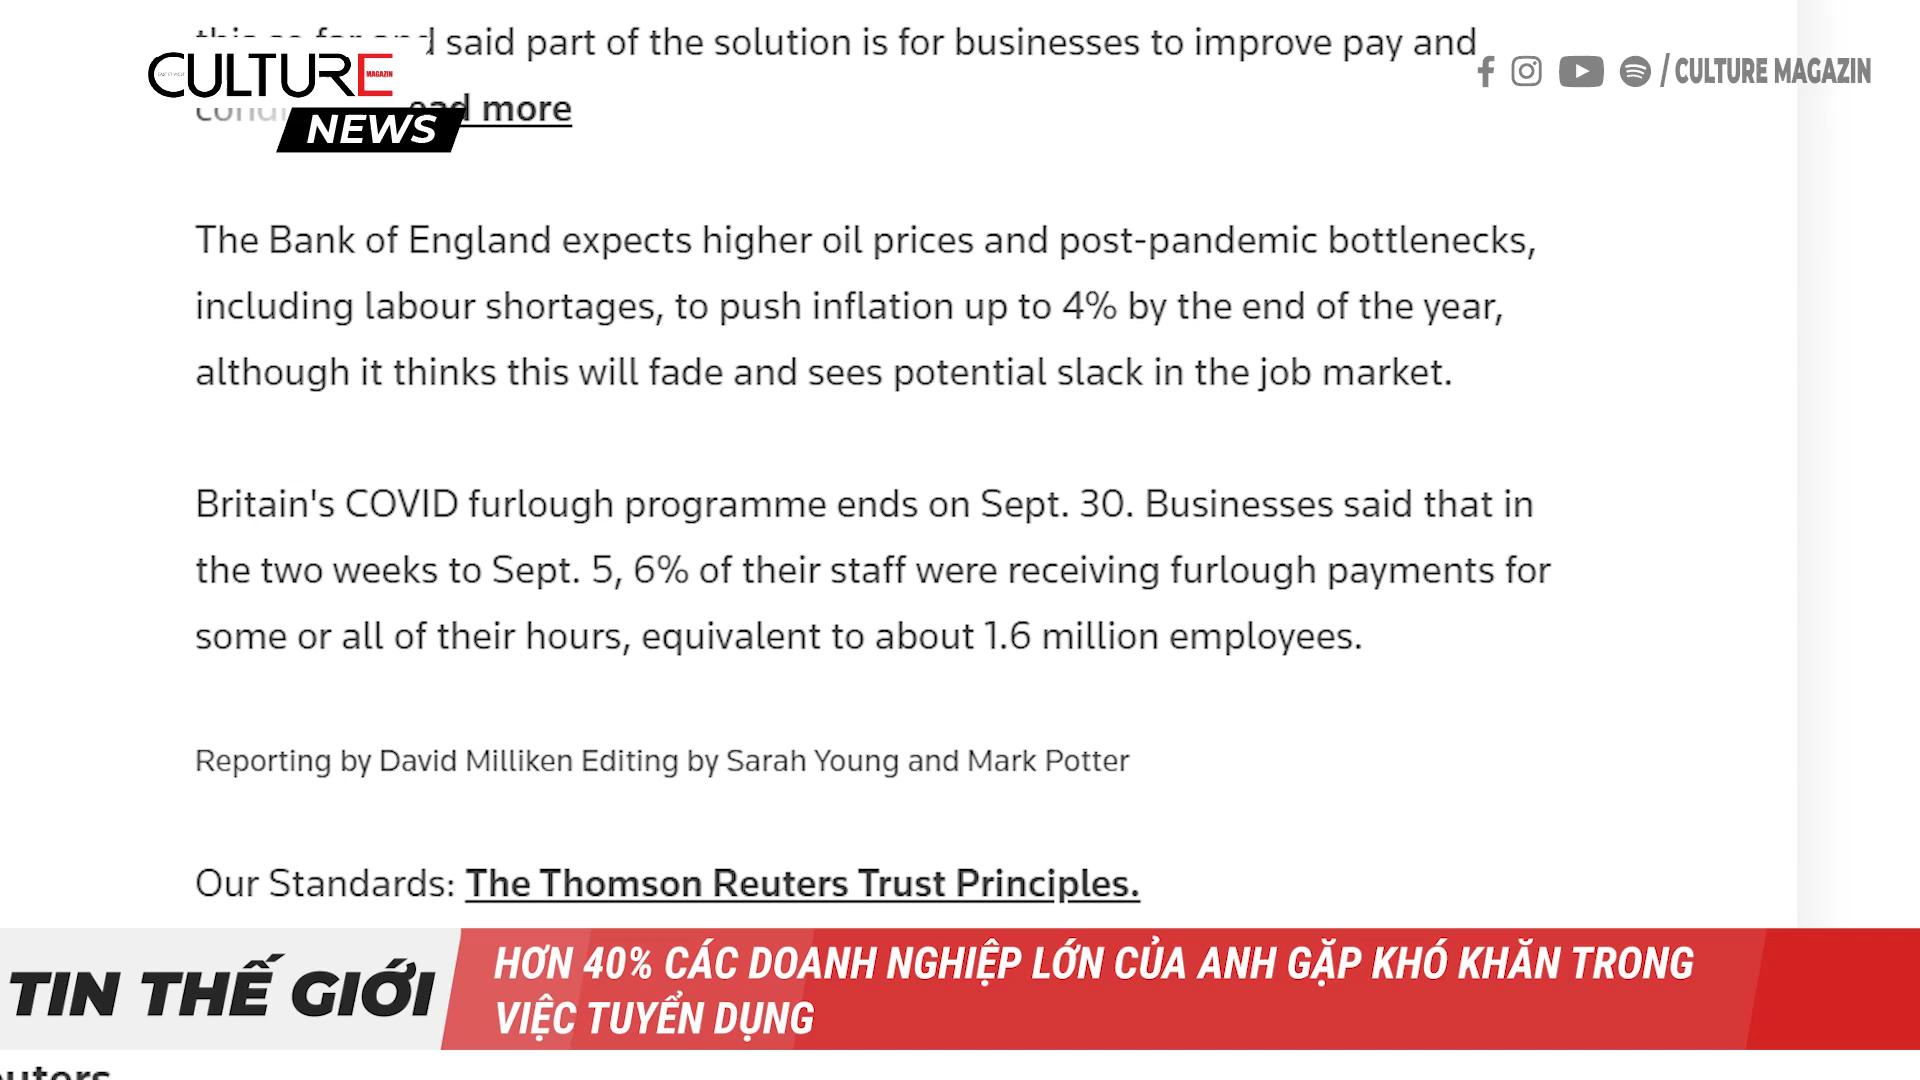 said part of the solution is for businesses to improve pay and
CULTURE
MAGAZIN
/ CULTURE MAGAZIN
more
NEWS
The Bank of England expects higher oil prices and post-pandemic bottlenecks,
including labour shortages, to push inflation up to 4% by the end of the year,
although it thinks this will fade and sees potential slack in the job market.
Britain's COVID furlough programme ends on Sept. 30. Businesses said that in
the two weeks to Sept. 5, 6% of their staff were receiving furlough payments for
some or all of their hours, equivalent to about 1.6 million employees.
Reporting by David Milliken Editing by Sarah Young and Mark Potter
Our Standards: The Thomson Reuters Trust Principles.
TIN THẾ GIỚI
HƠN 40% CÁC DOANH NGHIỆP LỚN CỦA ANH GẶP KHÓ KHĂN TRONG
VIỆC TUYỂN DỤNG